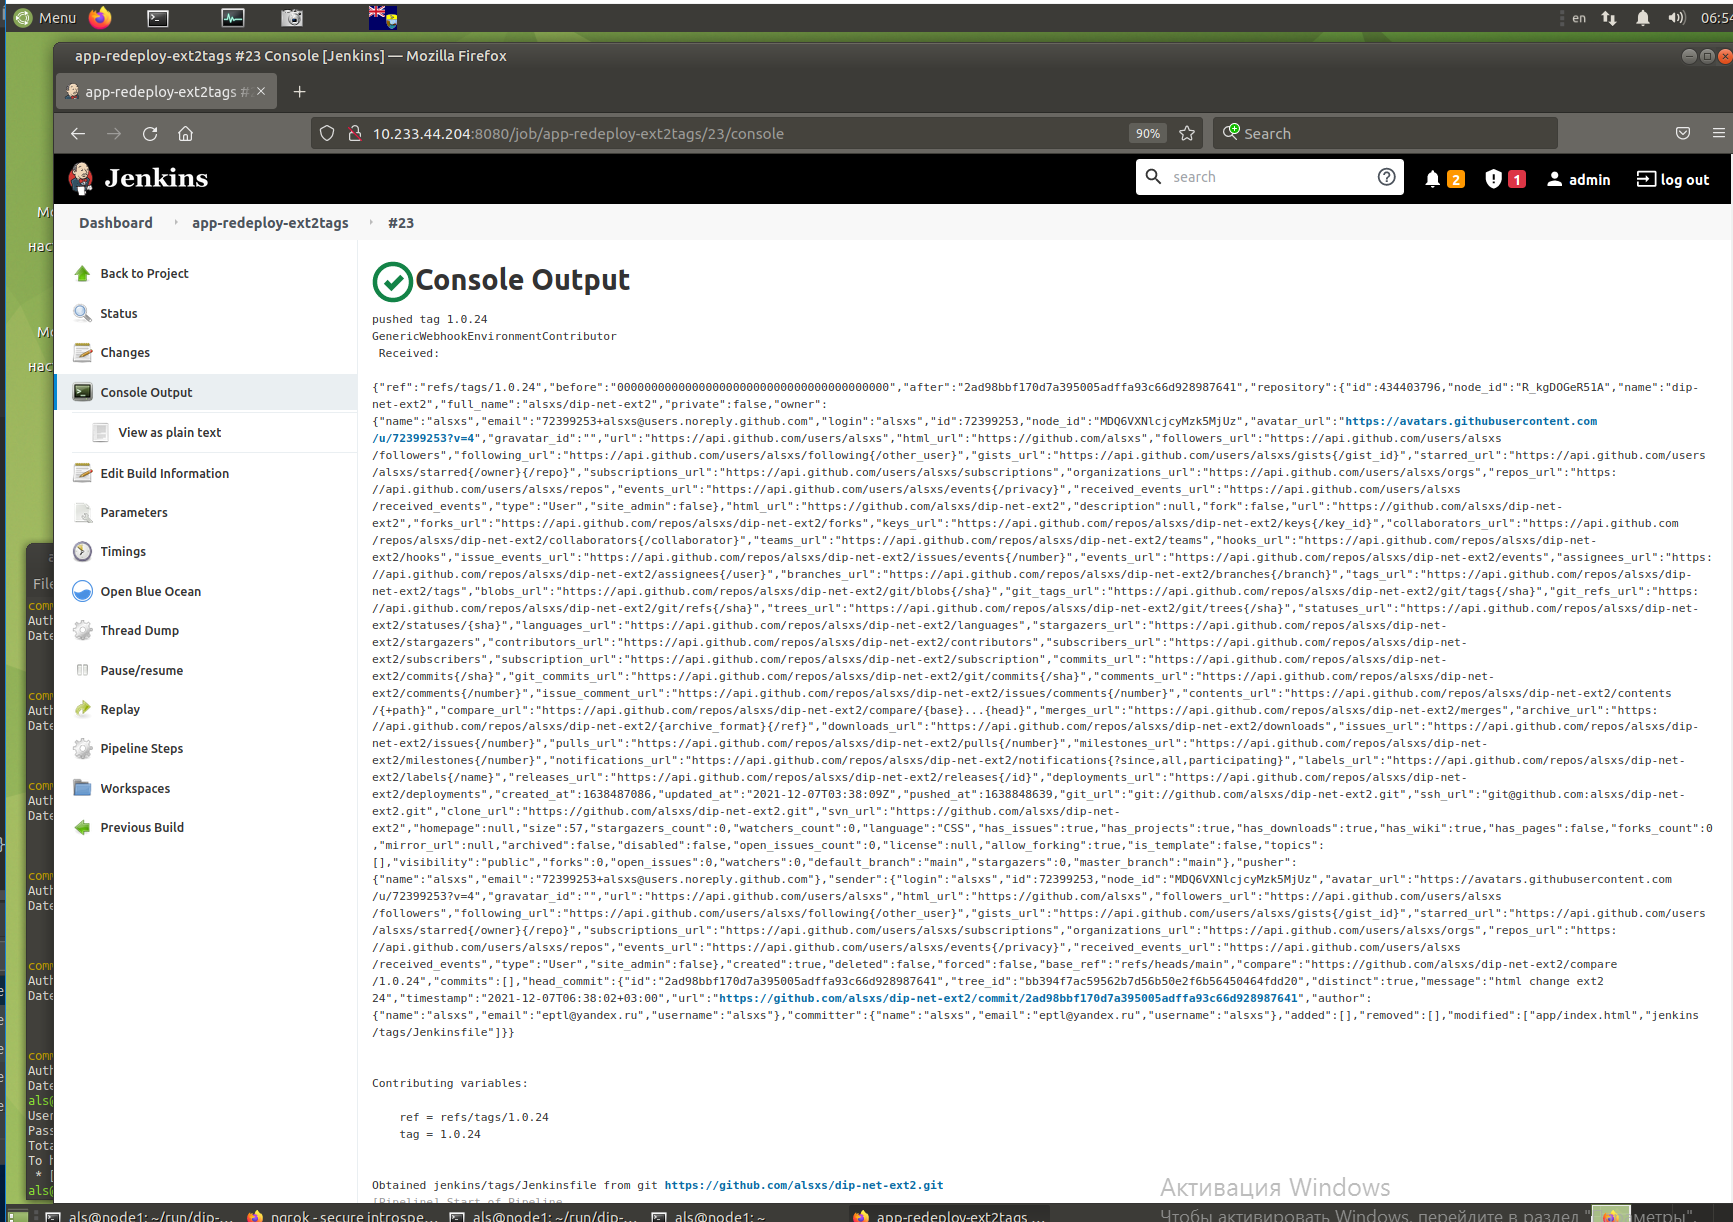 Menu
en
app-redeploy-ext2tags #23 Console [Jenkins] — Mozilla Firefox
app-redeploy-ext2tags #
10.233.44.204:8080/job/app-redeploy-ext2tags/23/console
90%
Search
Jenkins
search
2
1
admin
log out
Dashboard
app-redeploy-ext2tags
#23
Back to Project
Status
Changes
Console Output
View as plain text
Edit Build Information
Parameters
Timings
Open Blue Ocean
Thread Dump
Pause/resume
Replay
Pipeline Steps
Workspaces
Previous Build
Console Output
pushed tag 1.0.24
GenericWebhookEnvironmentContributor
Received:
{"ref":"refs/tags/1.0.24","before":"0000000000000000000000000000000000000000","after":"2ad98bbf170d7a395005adffa93c66d928987641","repository":{"id":434403796,"node_id":"R_kgDOGeR51A","name":"dip-
net-ext2","full_name":"alsxs/dip-net-ext2","private":false,"owner":
{"name":"alsxs","email":"72399253+alsxs@users.noreply.github.com","login":"alsxs","id":72399253,"node_id":"MDQ6VXNlcjcyMzk5MjUz","avatar_url":"https://avatars.githubusercontent.com
/u/72399253?v=4","gravatar_id":"","url":"https://api.github.com/users/alsxs","html_url":"https://github.com/alsxs","followers_url":"https://api.github.com/users/alsxs
/followers","following_url":"https://api.github.com/users/alsxs/following{/other_user}","gists_url":"https://api.github.com/users/alsxs/gists{/gist_id}","starred_url":"https://api.github.com/users
/alsxs/starred{/owner}{/repo}","subscriptions_url":"https://api.github.com/users/alsxs/subscriptions","organizations_url":"https://api.github.com/users/alsxs/orgs","repos_url":"https:
//api.github.com/users/alsxs/repos","events_url":"https://api.github.com/users/alsxs/events{/privacy}","received_events_url":"https://api.github.com/users/alsxs
/received_events","type":"User","site_admin":false},"html_url":"https://github.com/alsxs/dip-net-ext2","description":null,"fork":false,"url":"https://github.com/alsxs/dip-net-
ext2","forks_url":"https://api.github.com/repos/alsxs/dip-net-ext2/forks","keys_url":"https://api.github.com/repos/alsxs/dip-net-ext2/keys{/key_id}","collaborators_url":"https://api.github.com
/repos/alsxs/dip-net-ext2/collaborators{/collaborator}","teams_url":"https://api.github.com/repos/alsxs/dip-net-ext2/teams","hooks_url":"https://api.github.com/repos/alsxs/dip-net-
ext2/hooks","issue_events_url":"https://api.github.com/repos/alsxs/dip-net-ext2/issues/events{/number}","events_url":"https://api.github.com/repos/alsxs/dip-net-ext2/events","assignees_url":"https:
//api.github.com/repos/alsxs/dip-net-ext2/assignees{/user}","branches_url":"https://api.github.com/repos/alsxs/dip-net-ext2/branches{/branch}","tags_url":"https://api.github.com/repos/alsxs/dip-
net-ext2/tags","blobs_url":"https://api.github.com/repos/alsxs/dip-net-ext2/git/blobs{/sha}","git_tags_url":"https://api.github.com/repos/alsxs/dip-net-ext2/git/tags{/sha}","git_refs_url":"https:
//api.github.com/repos/alsxs/dip-net-ext2/git/refs{/sha}","trees_url":"https://api.github.com/repos/alsxs/dip-net-ext2/git/trees{/sha}","statuses_url":"https://api.github.com/repos/alsxs/dip-net-
ext2/statuses/{sha}","languages_url":"https://api.github.com/repos/alsxs/dip-net-ext2/languages","stargazers_url":"https://api.github.com/repos/alsxs/dip-net-
ext2/stargazers","contributors_url":"https://api.github.com/repos/alsxs/dip-net-ext2/contributors","subscribers_url":"https://api.github.com/repos/alsxs/dip-net-
ext2/subscribers","subscription_url":"https://api.github.com/repos/alsxs/dip-net-ext2/subscription","commits_url":"https://api.github.com/repos/alsxs/dip-net-
ext2/commits{/sha}","git_commits_url":"https://api.github.com/repos/alsxs/dip-net-ext2/git/commits{/sha}","comments_url":"https://api.github.com/repos/alsxs/dip-net-
ext2/comments{/number}","issue_comment_url":"https://api.github.com/repos/alsxs/dip-net-ext2/issues/comments{/number}","contents_url":"https://api.github.com/repos/alsxs/dip-net-ext2/contents
/{+path}","compare_url":"https://api.github.com/repos/alsxs/dip-net-ext2/compare/{base}...{head}","merges_url":"https://api.github.com/repos/alsxs/dip-net-ext2/merges","archive_url":"https:
//api.github.com/repos/alsxs/dip-net-ext2/{archive_format}{/ref}","downloads_url":"https://api.github.com/repos/alsxs/dip-net-ext2/downloads","issues_url":"https://api.github.com/repos/alsxs/dip-
net-ext2/issues{/number}","pulls_url":"https://api.github.com/repos/alsxs/dip-net-ext2/pulls{/number}","milestones_url":"https://api.github.com/repos/alsxs/dip-net-
ext2/milestones{/number}","notifications_url":"https://api.github.com/repos/alsxs/dip-net-ext2/notifications{?since,all,participating}","labels_url":"https://api.github.com/repos/alsxs/dip-net-
ext2/labels{/name}","releases_url":"https://api.github.com/repos/alsxs/dip-net-ext2/releases{/id}","deployments_url":"https://api.github.com/repos/alsxs/dip-net-
ext2/deployments","created_at":1638487086,"updated_at":"2021-12-07T03:38:09Z","pushed_at":1638848639,"git_url":"git://github.com/alsxs/dip-net-ext2.git","ssh_url":"git@github.com:alsxs/dip-net-
ext2.git","clone_url":"https://github.com/alsxs/dip-net-ext2.git","svn_url":"https://github.com/alsxs/dip-net-
ext2","homepage":null,"size":57,"stargazers_count":0,"watchers_count":0,"language":"CSS","has_issues":true,"has_projects":true,"has_downloads":true,"has_wiki":true,"has_pages":false,"forks_count":0
,"mirror_url":null,"archived":false,"disabled":false,"open_issues_count":0,"license":null,"allow_forking":true,"is_template":false,"topics":
[],"visibility":"public","forks":0,"open_issues":0,"watchers":0,"default_branch":"main","stargazers":0,"master_branch":"main"},"pusher":
{"name":"alsxs","email":"72399253+alsxs@users.noreply.github.com"},"sender":{"login":"alsxs","id":72399253,"node_id":"MDQ6VXNlcjcyMzk5MjUz","avatar_url":"https://avatars.githubusercontent.com
/u/72399253?v=4","gravatar_id":"","url":"https://api.github.com/users/alsxs","html_url":"https://github.com/alsxs","followers_url":"https://api.github.com/users/alsxs
/followers","following_url":"https://api.github.com/users/alsxs/following{/other_user}","gists_url":"https://api.github.com/users/alsxs/gists{/gist_id}","starred_url":"https://api.github.com/users
/alsxs/starred{/owner}{/repo}","subscriptions_url":"https://api.github.com/users/alsxs/subscriptions","organizations_url":"https://api.github.com/users/alsxs/orgs","repos_url":"https:
//api.github.com/users/alsxs/repos","events_url":"https://api.github.com/users/alsxs/events{/privacy}","received_events_url":"https://api.github.com/users/alsxs
/received_events","type":"User","site_admin":false},"created":true,"deleted":false,"forced":false,"base_ref":"refs/heads/main","compare":"https://github.com/alsxs/dip-net-ext2/compare
/1.0.24","commits":[],"head_commit":{"id":"2ad98bbf170d7a395005adffa93c66d928987641","tree_id":"bb394f7ac59562b7d56b50e2f6b56450464fdd20","distinct":true,"message":"html change ext2
24","timestamp":"2021-12-07T06:38:02+03:00","url":"https://github.com/alsxs/dip-net-ext2/commit/2ad98bbf170d7a395005adffa93c66d928987641","author":
{"name":"alsxs","email":"eptl@yandex.ru","username":"alsxs"},"committer":{"name":"alsxs","email":"eptl@yandex.ru","username":"alsxs"},"added":[],"removed":[],"modified":["app/index.html","jenkins
/tags/Jenkinsfile"]}}
Contributing variables:
ref = refs/tags/1.0.24
tag = 1.0.24
Obtained jenkins/tags/Jenkinsfile from git https://github.com/alsxs/dip-net-ext2.git
[Pipeline] Start of Pipeline
Активация Windows
Чтобы активировать Windows, перейдите в раздел "
als@node1: ~/run/dip-...
ngrok - secure introspe...
als@node1: ~/run/dip-...
als@node1: ~
app-redeploy-ext2tags ...